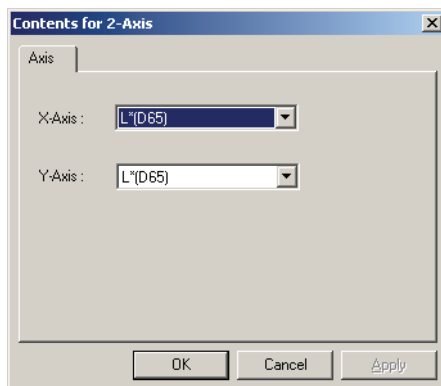 Contents for 2-Axis
Axis
X-Axis : L*(D65)
Y-Axis : L*(D65)
OK Cancel Apply